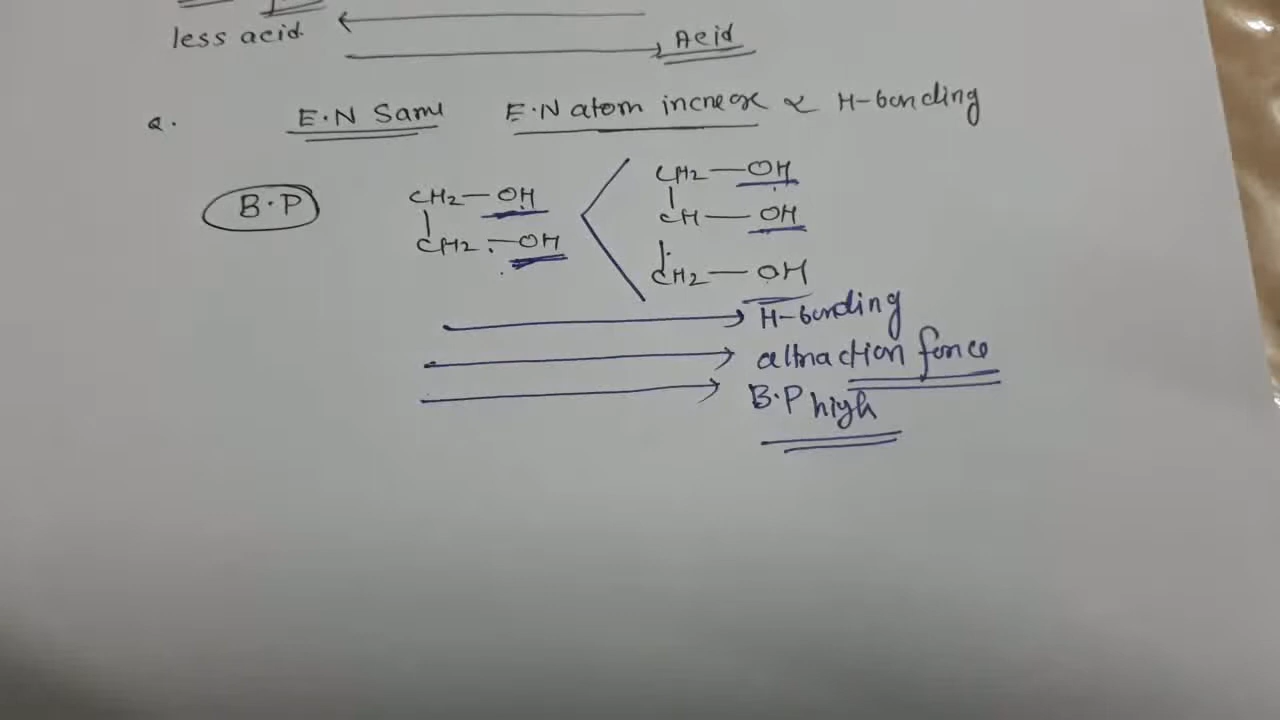 less acid
Acid
2. E.N Same E.N atom increase ∝ H-bonding
B.P
CH2—OH
CH2—OH
<
CH2—OH
CH—OH
CH2—OH
H-bonding
attraction force
B.P high